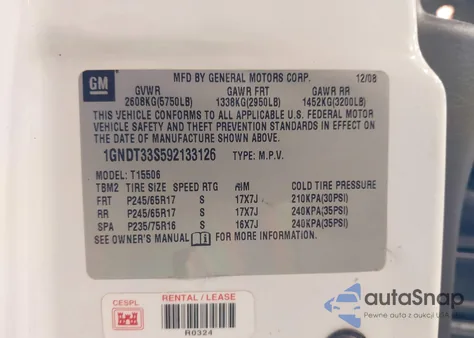 GM
MFD BY GENERAL MOTORS CORP. 12/08
GVWR GAWR FRT GAWR RR
2608KG(5750LB) 1338KG(2950LB) 1452KG(3200LB)
THIS VEHICLE CONFORMS TO ALL APPLICABLE U.S. FEDERAL MOTOR
VEHICLE SAFETY AND THEFT PREVENTION STANDARDS IN EFFECT ON
THE DATE OF MANUFACTURE SHOWN ABOVE.
1GNDT33S592133126 TYPE: M.P.V.
MODEL: T15506
TBM2 TIRE SIZE SPEED RTG RIM COLD TIRE PRESSURE
FRT P245/65R17 S 17X7J 210KPA(30PSI)
RR P245/65R17 S 17X7J 240KPA(35PSI)
SPA P235/75R16 S 16X7J 240KPA(35PSI)
SEE OWNER'S MANUAL FOR MORE INFORMATION.
CESPL
RENTAL / LEASE
R0324
autoSnap
Pewne auta z aukcji w USA